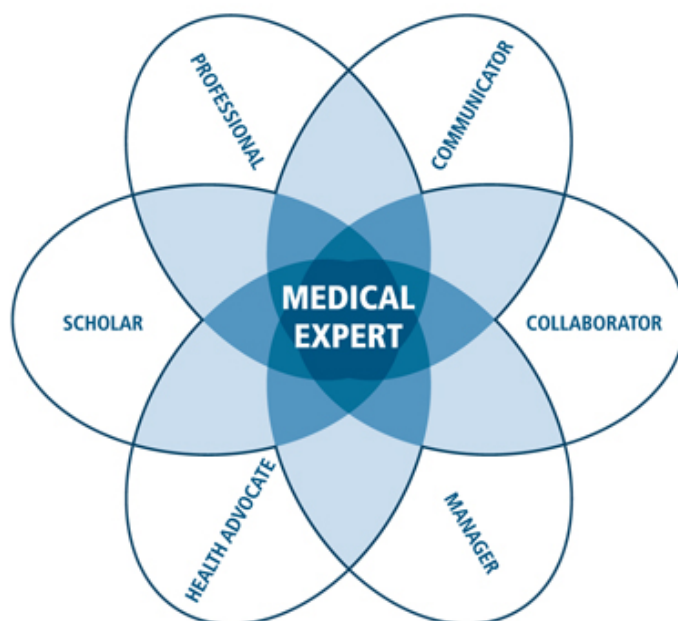 PROFESSIONAL
COMMUNICATOR
SCHOLAR
MEDICAL
EXPERT
COLLABORATOR
HEALTH ADVOCATE
MANAGER